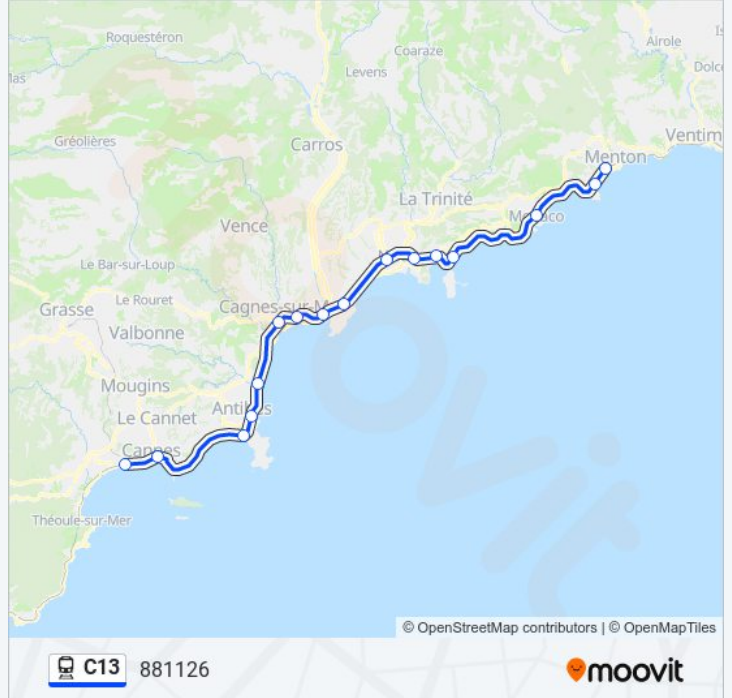 Roquestéron
Coaraze
Airole
Levens
Dolce
Gréolières
Carros
Ventim
Menton
La Trinité
Vence
Le Bar-sur-Loup
Le Rouret
Grasse
Cagnes-sur-M
Valbonne
Mougins
Le Cannet
Antibes
Cannes
Théoule-sur-Mer
© OpenStreetMap contributors | © OpenMapTiles
C13 881126
moovit